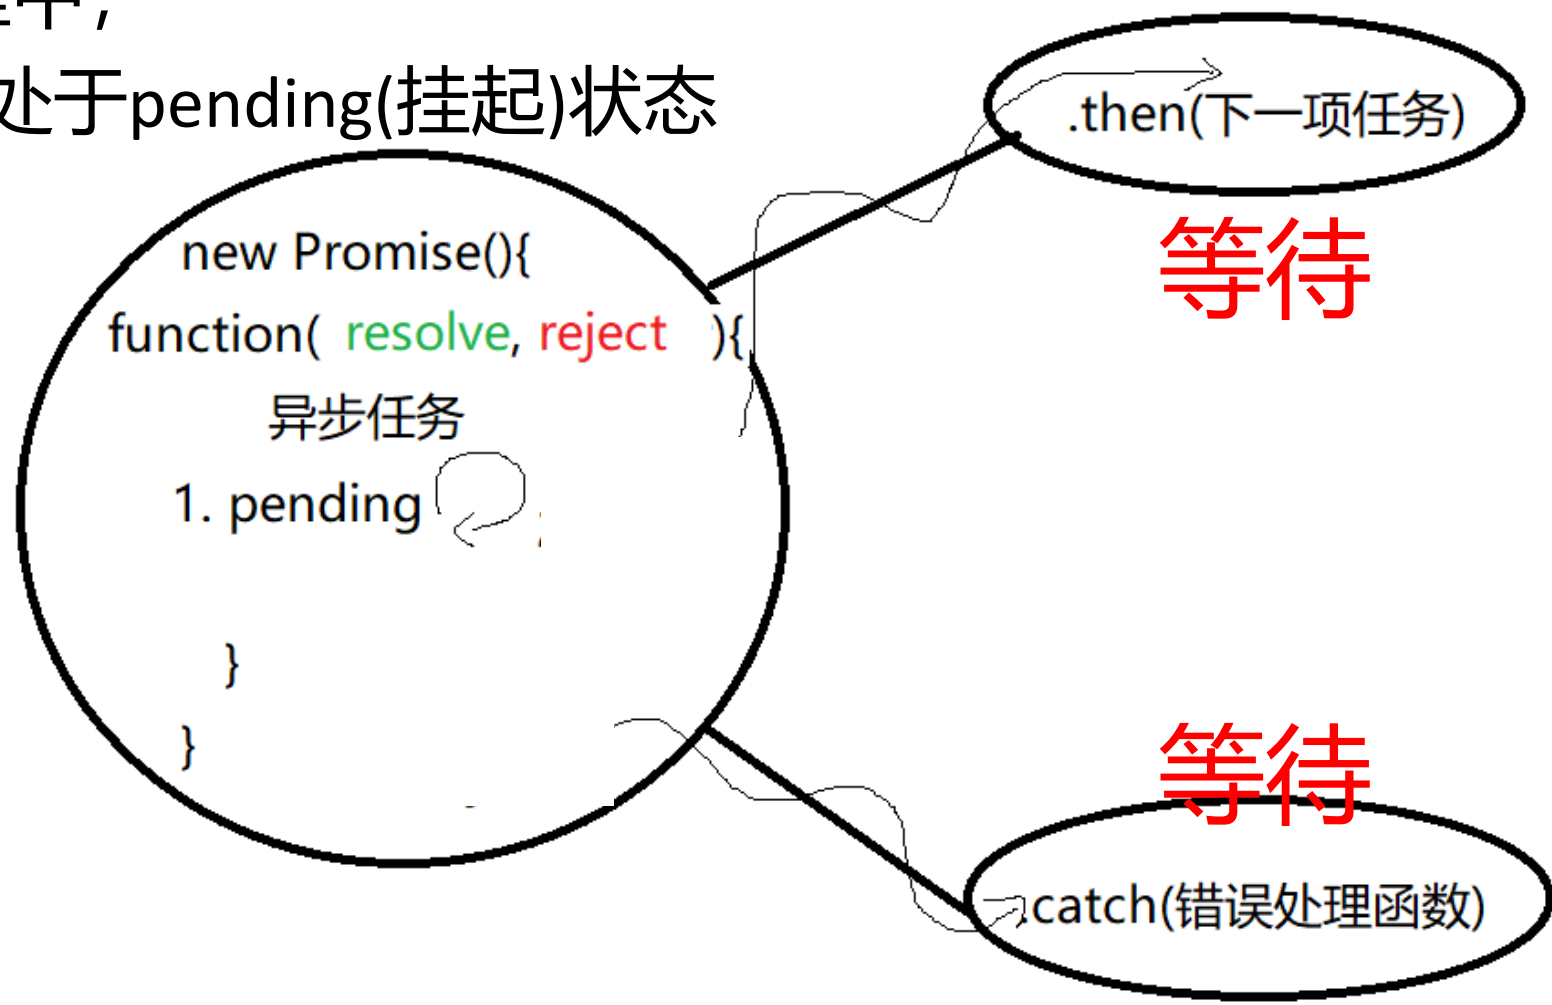 中，
处于pending(挂起)状态
.then(下一项任务)
等待
new Promise(){
function( resolve, reject ){
异步任务
1. pending
}
}
等待
.catch(错误处理函数)